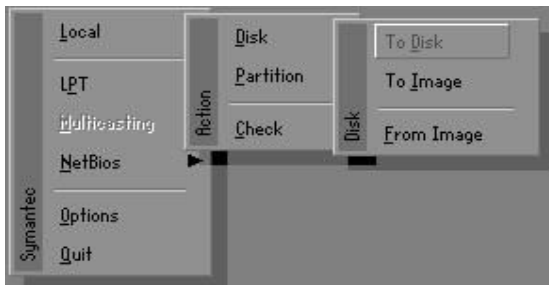 Local
LPT
Multicasting
NetBios
Options
Quit
Symantec
Disk
Partition
Check
Action
To Disk
To Image
From Image
Disk